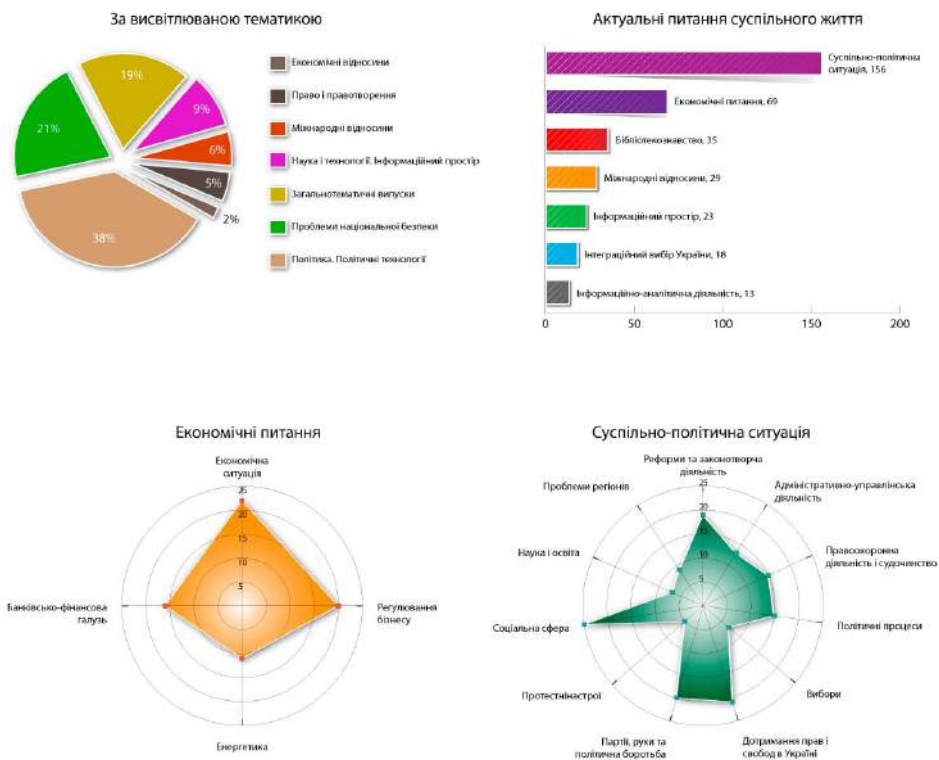 За висвітлюваною тематикою
19%
9%
6%
5%
2%
38%
21%
Економічні відносини
Право і правотворення
Міжнародні відносини
Наука і технології. Інформаційний простір
Загальнотематичні випуски
Проблеми національної безпеки
Політика. Політичні технології
Актуальні питання суспільного життя
Суспільно-політична
ситуація, 156
Економічні питання, 69
Бібліотекознавство, 35
Міжнародні відносини, 29
Інформаційний простір, 23
Інтеграційний вибір України, 18
Інформаційно-аналітична діяльність, 13
0
50
100
150
200
Економічні питання
Економічна
ситуація
25
20
15
10
5
Банківсько-фінансова
галузь
Регулювання
бізнесу
Енергетика
Суспільно-політична ситуація
Реформи та законотворча
діяльність
25
20
15
10
5
Проблеми регіонів
Адміністративно-управлінська
діяльність
Наука і освіта
Правоохоронна
діяльність і судочинство
Соціальна сфера
Політичні процеси
Протестнінастрої
Вибори
Партії, рухи та
політична боротьба
Дотримання прав і
свобод в Україні